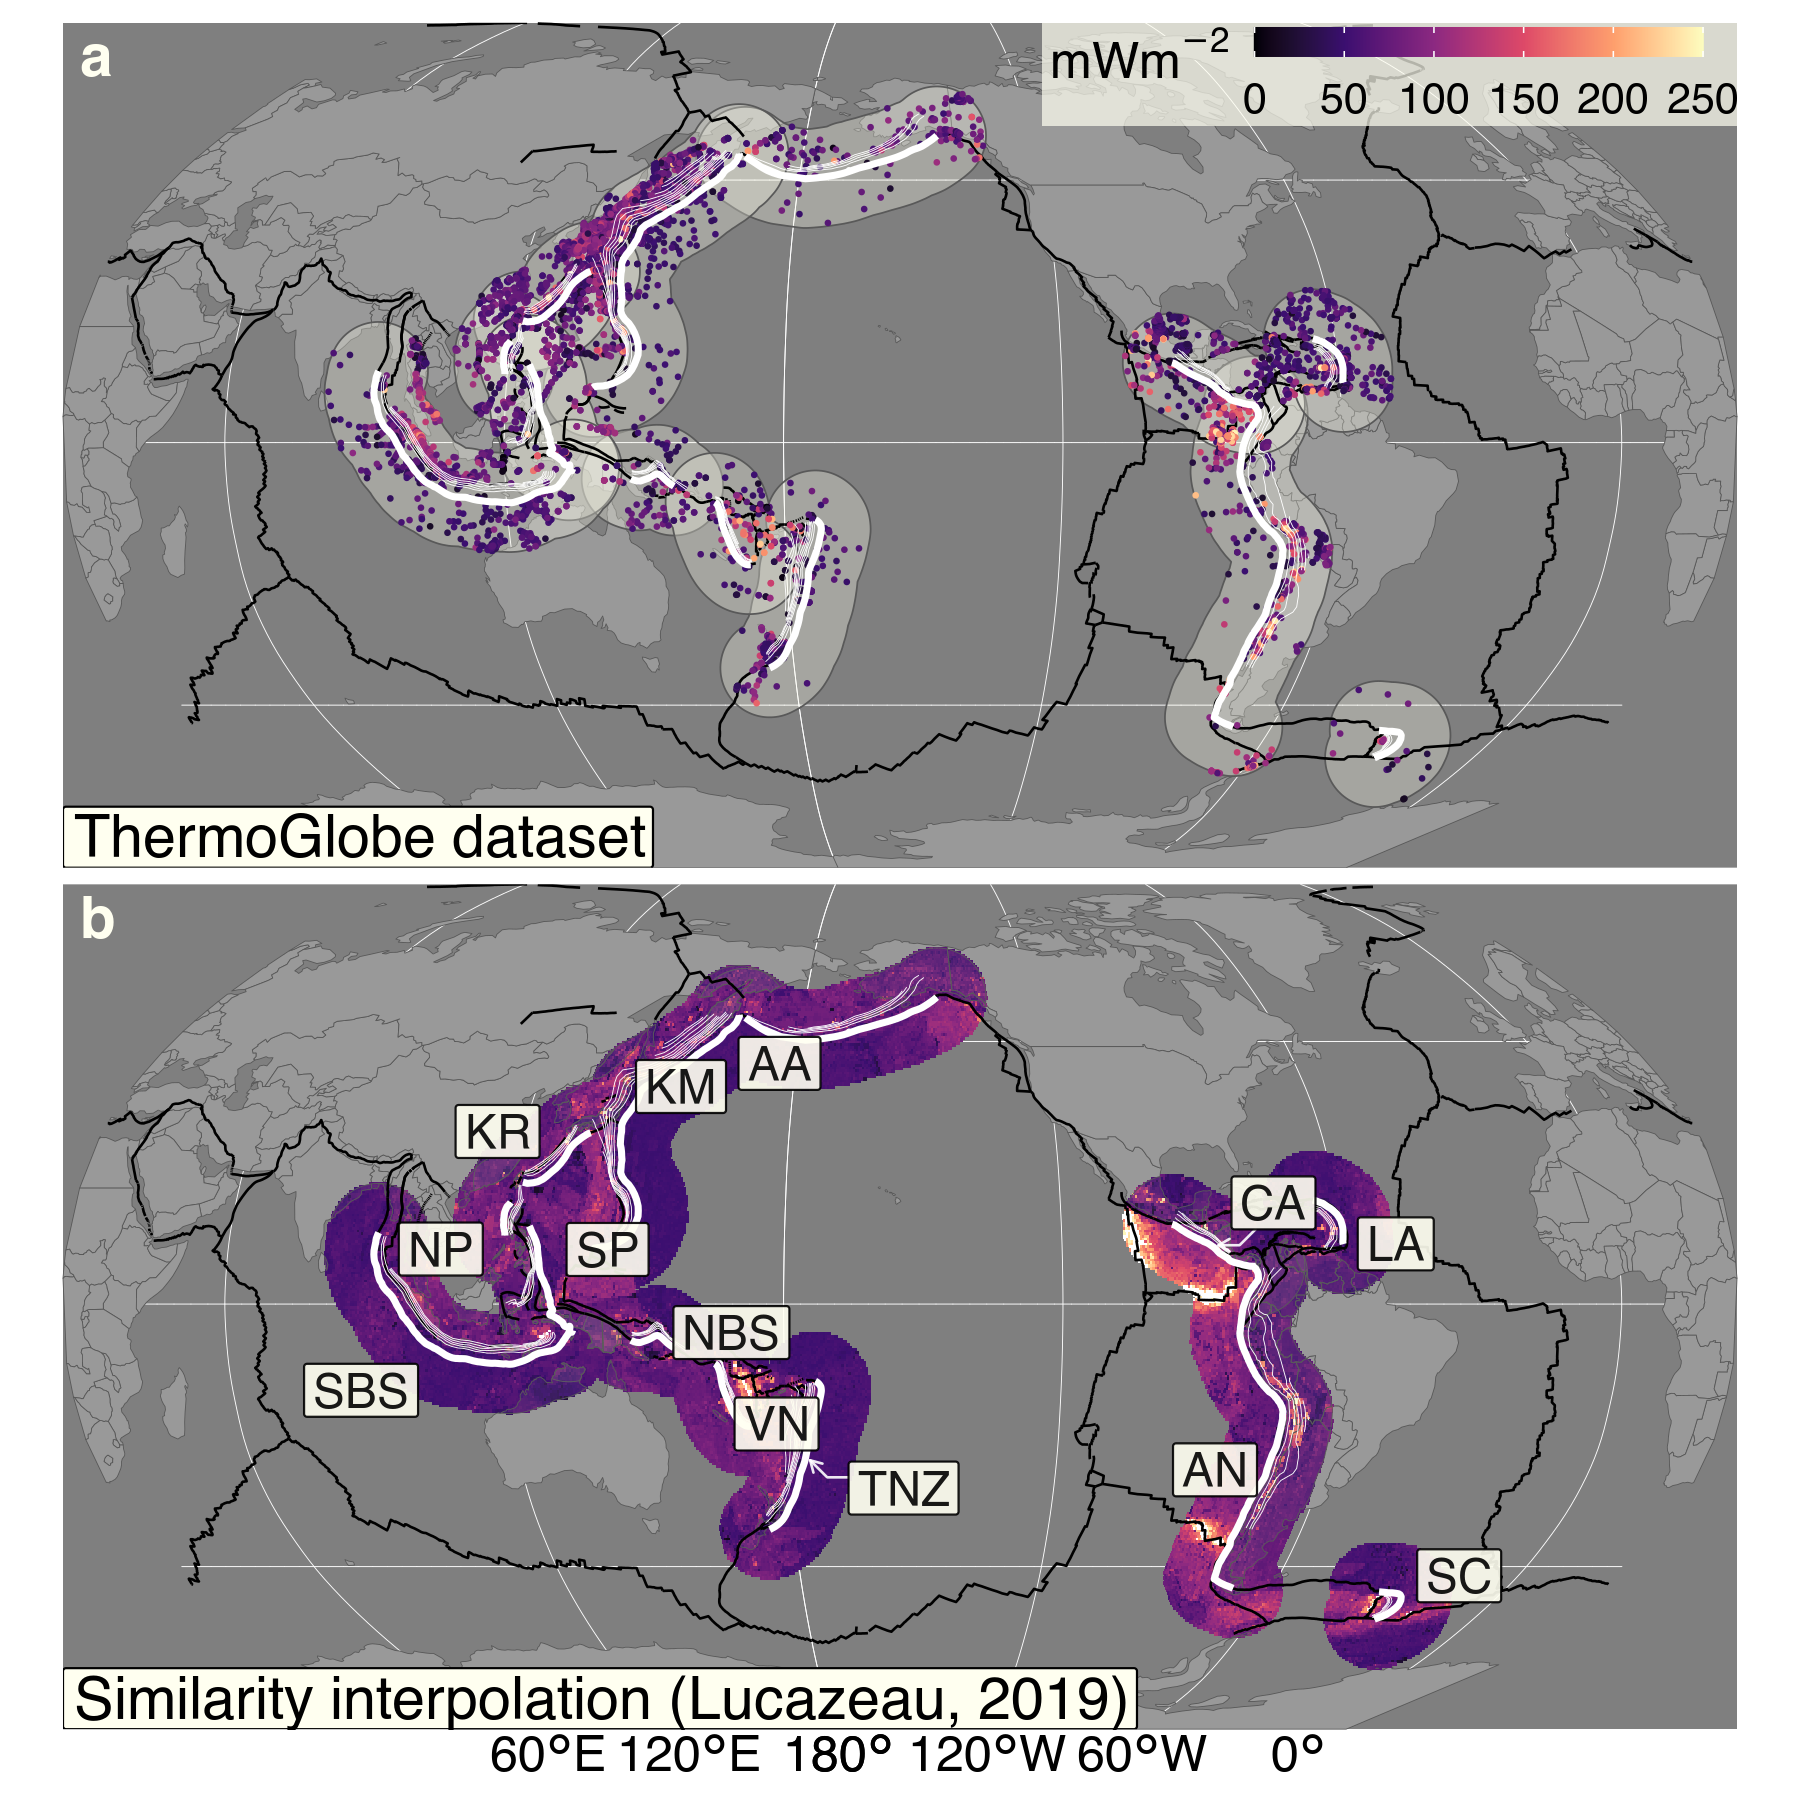 a
mWm−2
0 50 100 150 200 250
ThermoGlobe dataset
b
AA
KM
KR
CA
NP
SP
LA
NBS
SBS
VN
AN
TNZ
SC
Similarity interpolation (Lucazeau, 2019)
60°E 120°E 180° 120°W 60°W 0°